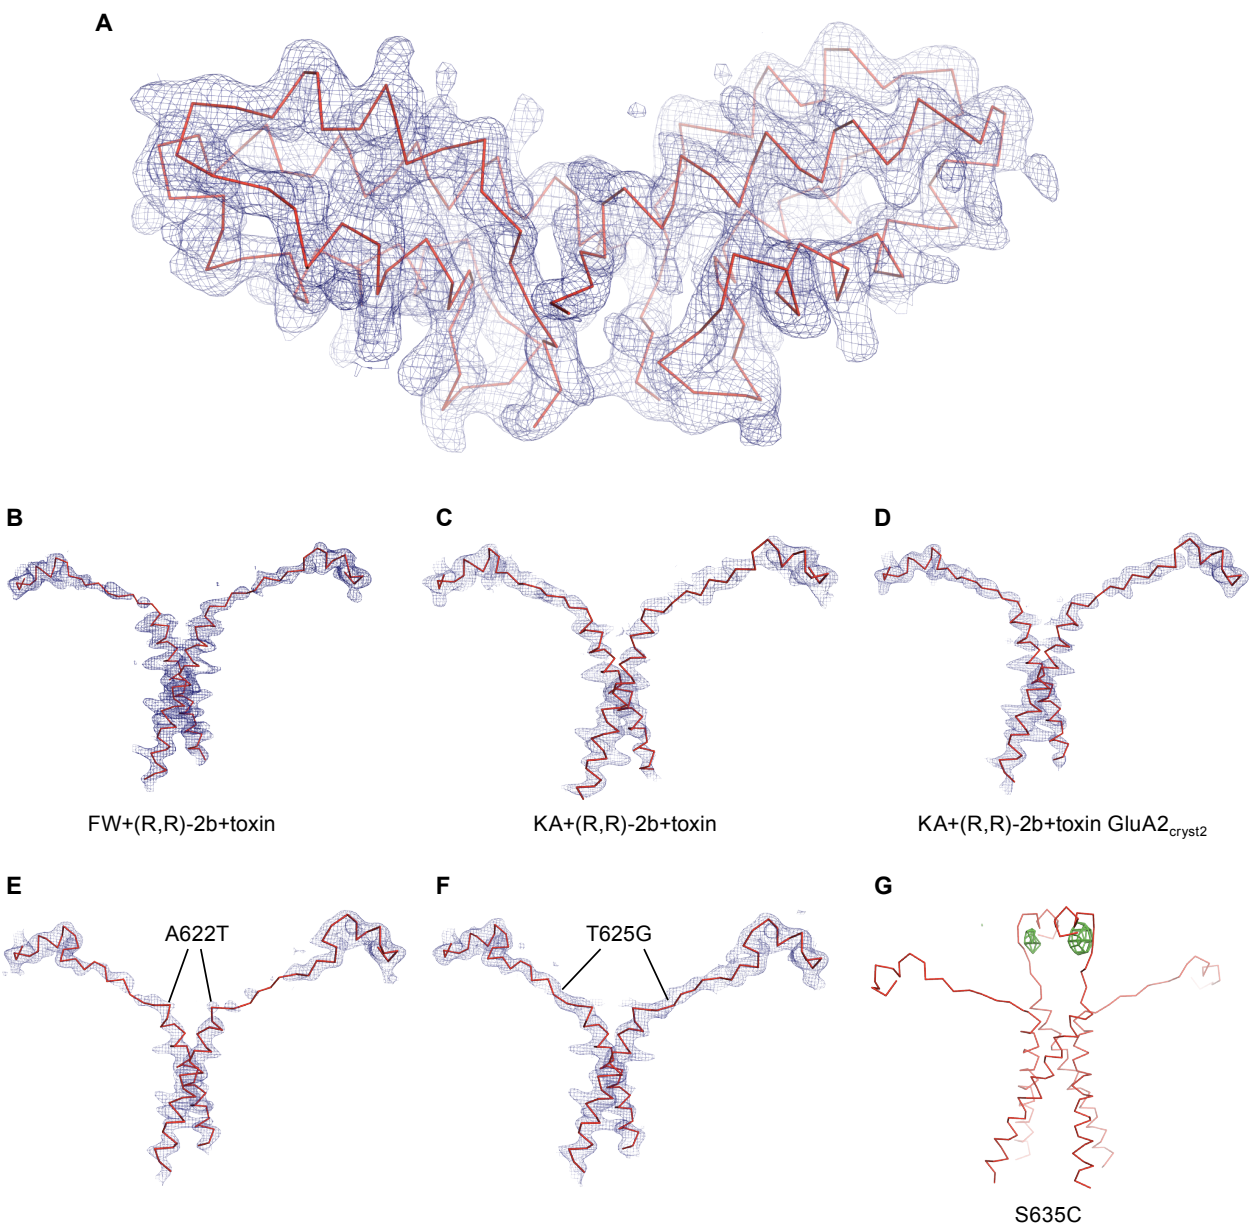 A
B
C
D
FW+(R,R)-2b+toxin
KA+(R,R)-2b+toxin
KA+(R,R)-2b+toxin GluA2cryst2
E
F
G
A622T
T625G
S635C